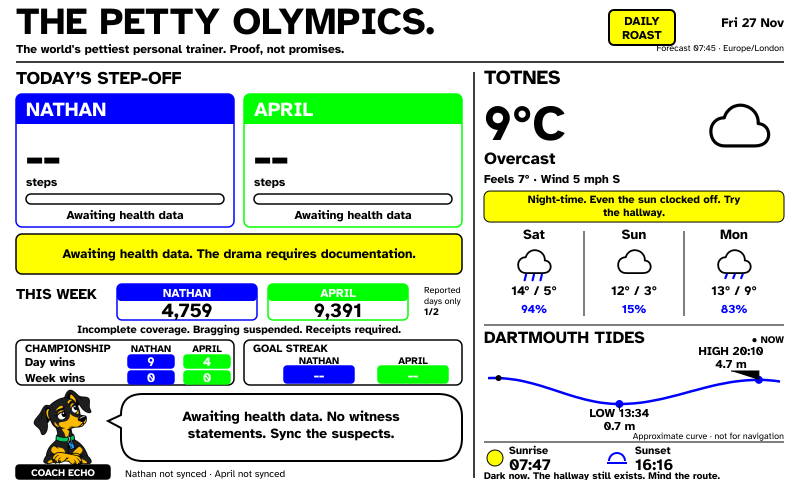 THE PETTY OLYMPICS.
The world's pettiest personal trainer. Proof, not promises.
DAILY
ROAST
Fri 27 Nov
Forecast 07:45 · Europe/London
TODAY'S STEP-OFF
NATHAN
--
steps
Awaiting health data
APRIL
--
steps
Awaiting health data
Awaiting health data. The drama requires documentation.
THIS WEEK
NATHAN
4,759
APRIL
9,391
Reported
days only
1/2
Incomplete coverage. Bragging suspended. Receipts required.
CHAMPIONSHIP NATHAN APRIL
Day wins 9 4
Week wins 0 0
GOAL STREAK
NATHAN APRIL
-- --
Awaiting health data. No witness
statements. Sync the suspects.
COACH ECHO
Nathan not synced · April not synced
TOTNES
9°C
Overcast
Feels 7° · Wind 5 mph S
Night-time. Even the sun clocked off. Try
the hallway.
Sat Sun Mon
14° / 5° 12° / 3° 13° / 9°
94% 15% 83%
DARTMOUTH TIDES
● NOW
HIGH 20:10
4.7 m
LOW 13:34
0.7 m
Approximate curve · not for navigation
Sunrise
07:47
Sunset
16:16
Dark now. The hallway still exists. Mind the route.